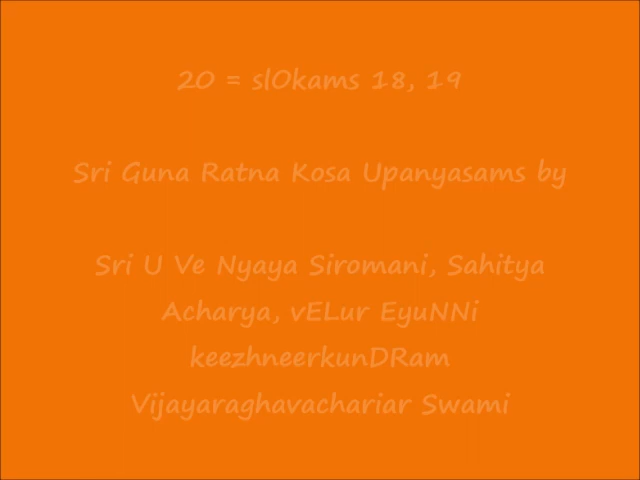 20 = slOkams 18, 19
Sri Guna Ratna Kosa Upanyasams by
Sri U Ve Nyaya Siromani, Sahitya
Acharya, vELur EyuNNi
keezhneerkunDRam
Vijayaraghavachariar Swami